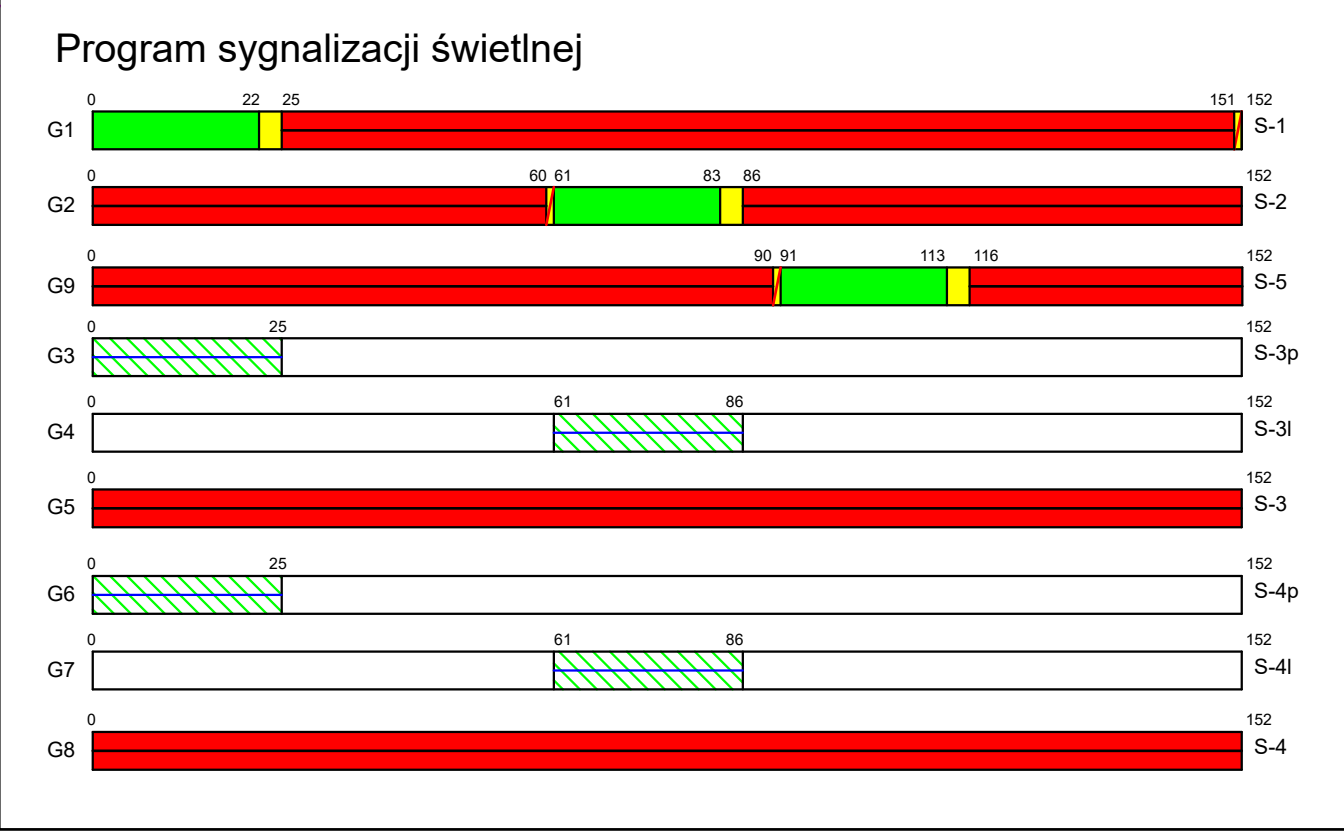 Program sygnalizacji świetlnej
0 22 25 151 152
G1 S-1
0 60 61 83 86 152
G2 S-2
0 90 91 113 116 152
G9 S-5
0 25 152
G3 S-3p
0 61 86 152
G4 S-3l
0 152
G5 S-3
0 25 152
G6 S-4p
0 61 86 152
G7 S-4l
0 152
G8 S-4